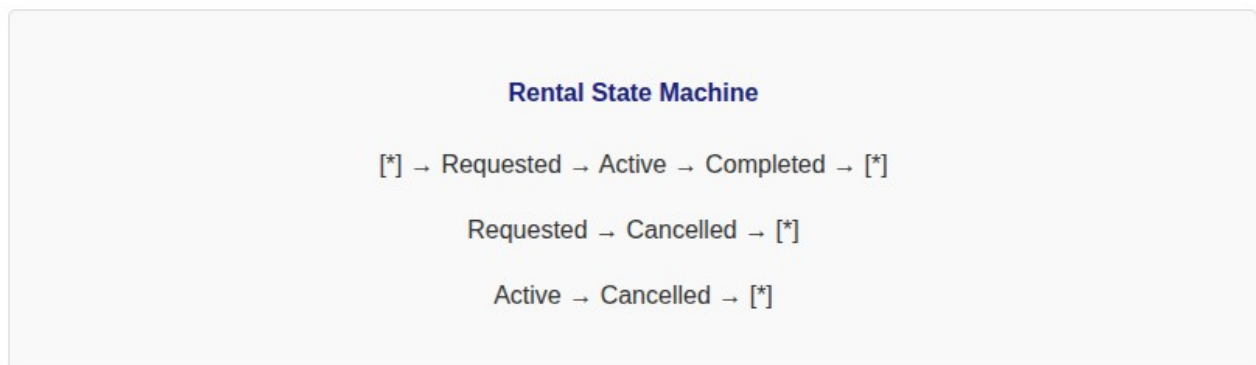 Rental State Machine
[*] → Requested → Active → Completed → [*]
Requested → Cancelled → [*]
Active → Cancelled → [*]